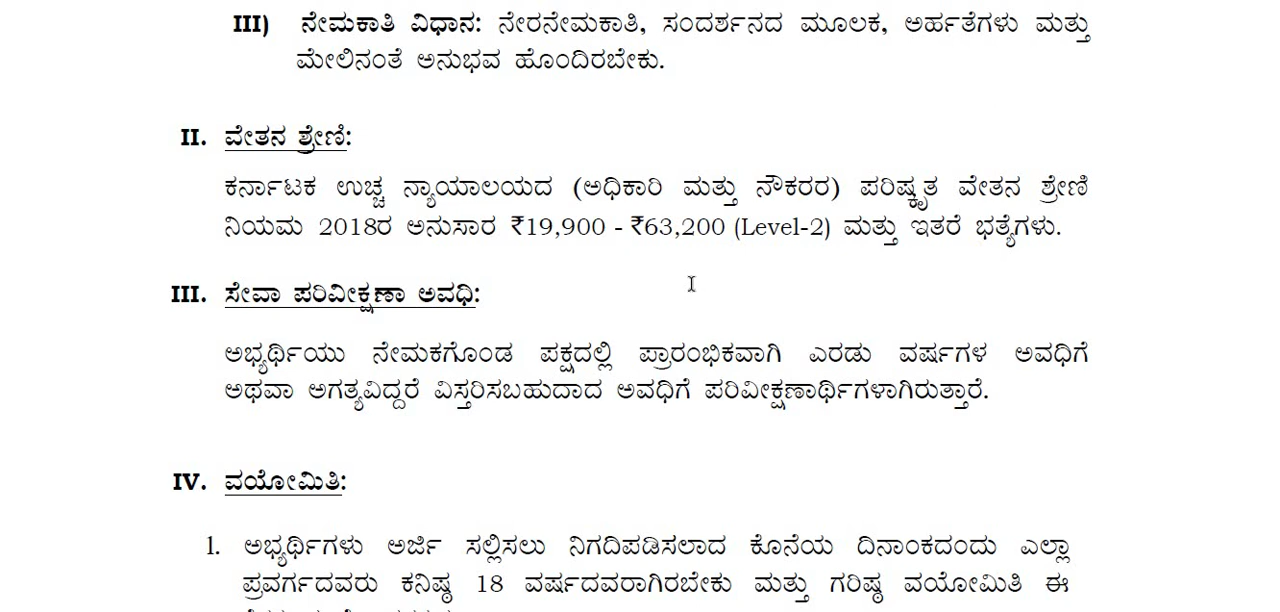 III) ನೇಮಕಾತಿ ವಿಧಾನ: ನೇರನೇಮಕಾತಿ, ಸಂದರ್ಶನದ ಮೂಲಕ, ಅರ್ಹತೆಗಳು ಮತ್ತು
ಮೇಲಿನಂತೆ ಅನುಭವ ಹೊಂದಿರಬೇಕು.
II. ವೇತನ ಶ್ರೇಣಿ:
ಕರ್ನಾಟಕ ಉಚ್ಚ ನ್ಯಾಯಾಲಯದ (ಅಧಿಕಾರಿ ಮತ್ತು ನೌಕರರ) ಪರಿಷ್ಕೃತ ವೇತನ ಶ್ರೇಣಿ
ನಿಯಮ 2018ರ ಅನುಸಾರ ₹19,900 - ₹63,200 (Level-2) ಮತ್ತು ಇತರೆ ಭತ್ಯೆಗಳು.
III. ಸೇವಾ ಪರಿವೀಕ್ಷಣಾ ಅವಧಿ:
ಅಭ್ಯರ್ಥಿಯು ನೇಮಕಗೊಂಡ ಪಕ್ಷದಲ್ಲಿ ಪ್ರಾರಂಭಿಕವಾಗಿ ಎರಡು ವರ್ಷಗಳ ಅವಧಿಗೆ
ಅಥವಾ ಅಗತ್ಯವಿದ್ದರೆ ವಿಸ್ತರಿಸಬಹುದಾದ ಅವಧಿಗೆ ಪರಿವೀಕ್ಷಣಾರ್ಥಿಗಳಾಗಿರುತ್ತಾರೆ.
IV. ವಯೋಮಿತಿ:
1. ಅಭ್ಯರ್ಥಿಗಳು ಅರ್ಜಿ ಸಲ್ಲಿಸಲು ನಿಗದಿಪಡಿಸಲಾದ ಕೊನೆಯ ದಿನಾಂಕದಂದು ಎಲ್ಲಾ
ಪ್ರವರ್ಗದವರು ಕನಿಷ್ಠ 18 ವರ್ಷದವರಾಗಿರಬೇಕು ಮತ್ತು ಗರಿಷ್ಠ ವಯೋಮಿತಿ ಈ